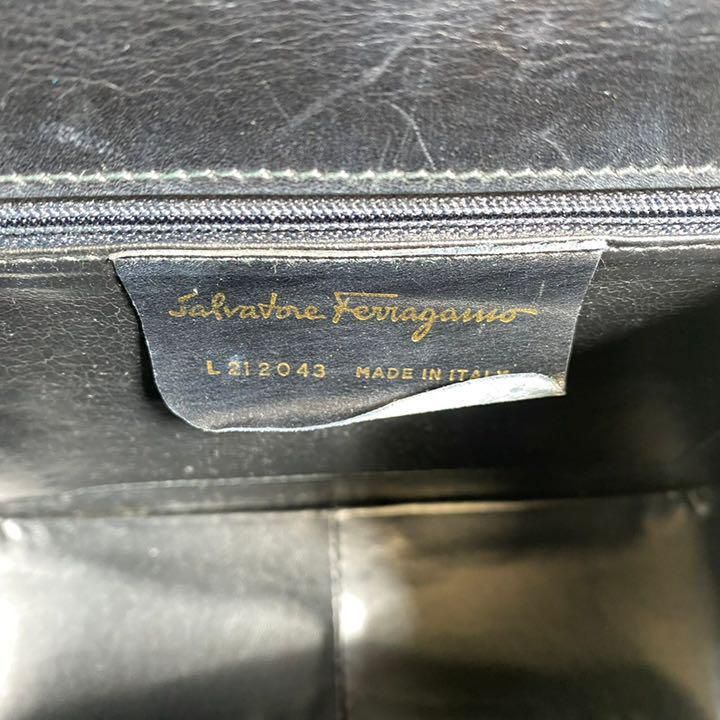 Salvatore Ferragamo
L 212043 MADE IN ITALY